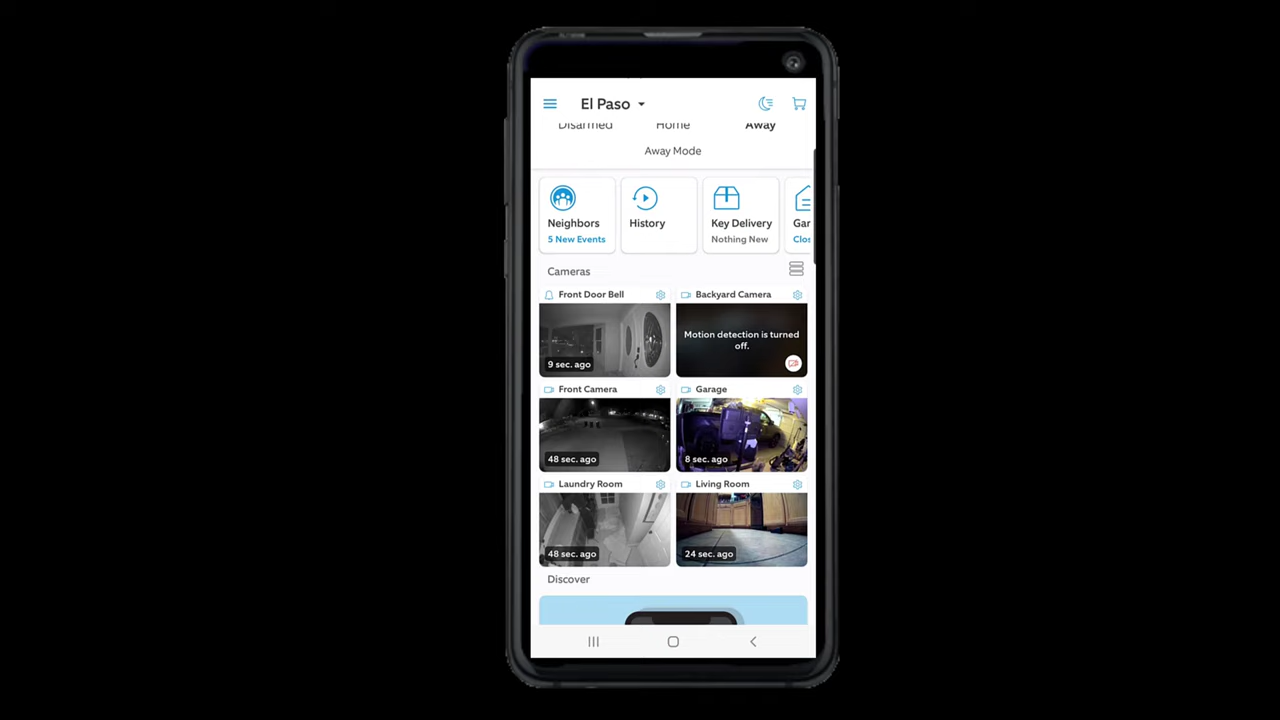 El Paso
Disarmed Home Away
Away Mode
Neighbors History Key Delivery Gar
5 New Events Nothing New Clos
Cameras
Front Door Bell Backyard Camera
Motion detection is turned
off.
9 sec. ago
Front Camera Garage
48 sec. ago 8 sec. ago
Laundry Room Living Room
48 sec. ago 24 sec. ago
Discover